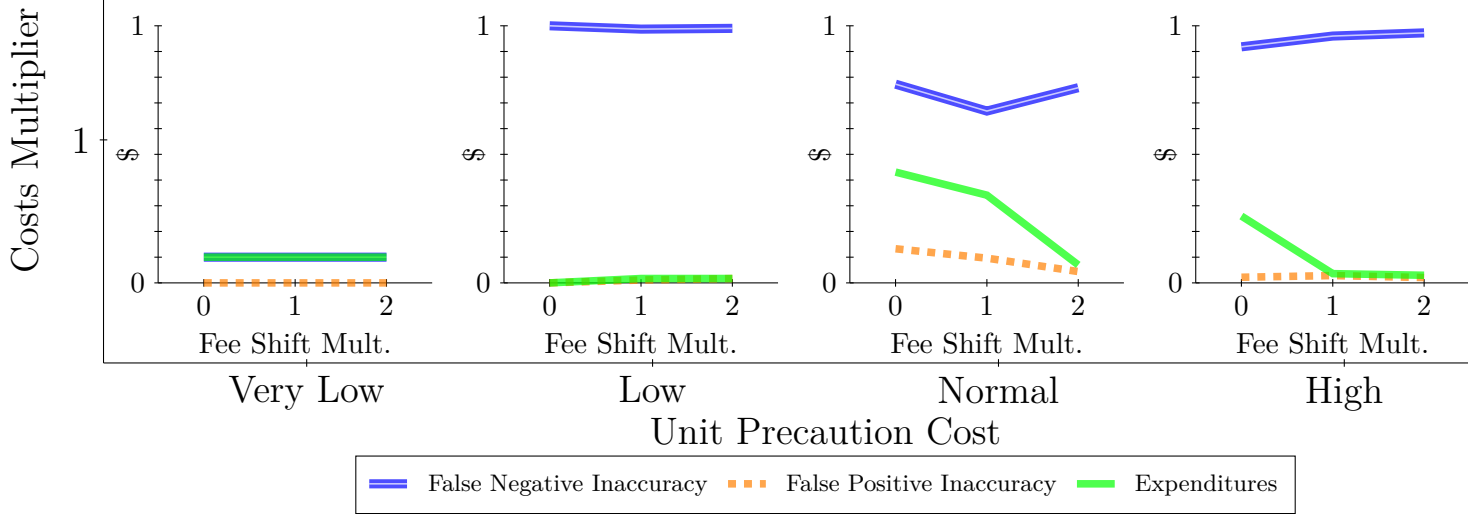 Costs Multiplier
1
1
$
0
0
1
2
Fee Shift Mult.
Very Low
1
$
0
0
1
2
Fee Shift Mult.
Low
1
$
0
0
1
2
Fee Shift Mult.
Normal
1
$
0
0
1
2
Fee Shift Mult.
High
Unit Precaution Cost
False Negative Inaccuracy
False Positive Inaccuracy
Expenditures